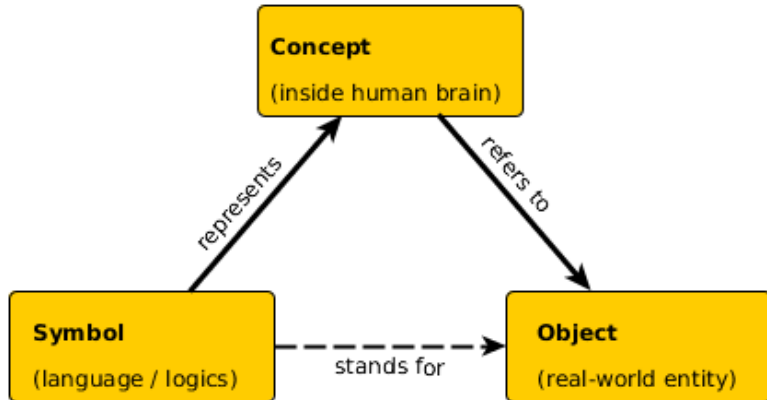 Concept
(inside human brain)
represents
refers to
Symbol
(language / logics)
stands for
Object
(real-world entity)